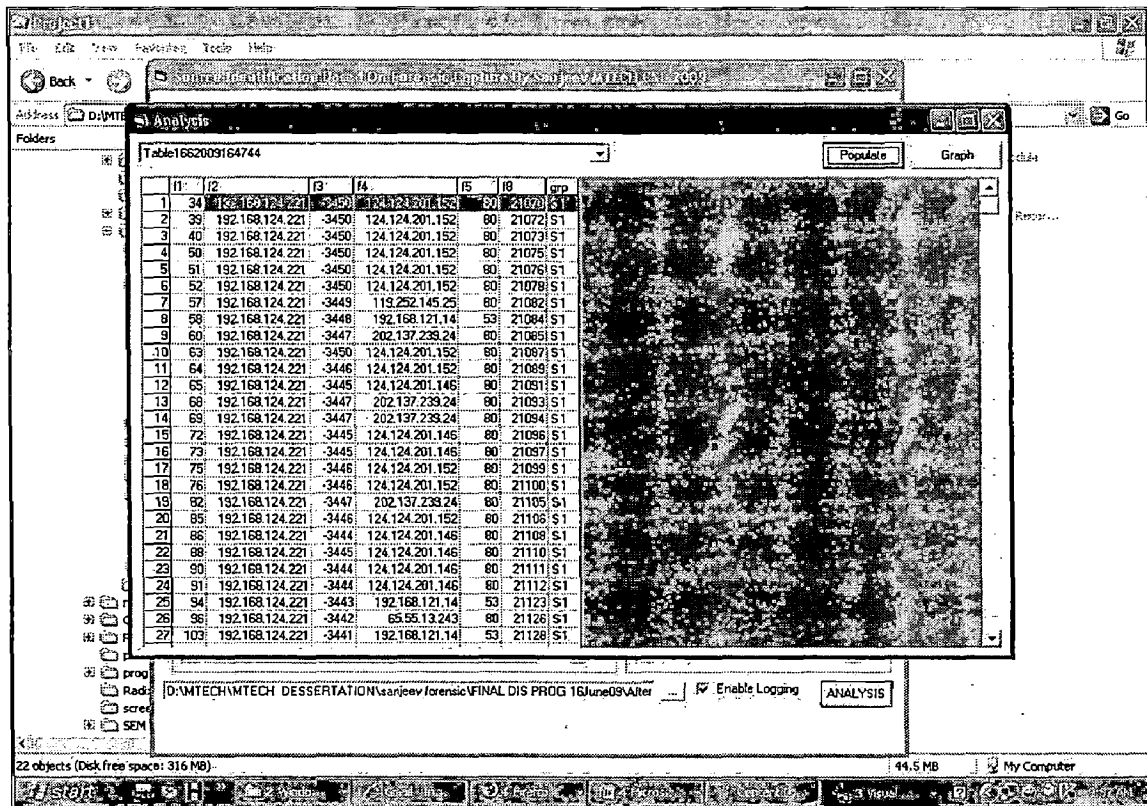 Project1
File Edit View Favorites Tools Help
Back
Source Identification
Address D:\MTE
Go
Folders
Analysis
Table1662009164744
Populate Graph
f1 f2 f3 f4 f5 f8 grp
1 34 192.168.124.221 -3450 124.124.201.152 80 21070 S1
2 39 192.168.124.221 -3450 124.124.201.152 80 21072 S1
3 40 192.168.124.221 -3450 124.124.201.152 80 21073 S1
4 50 192.168.124.221 -3450 124.124.201.152 80 21075 S1
5 51 192.168.124.221 -3450 124.124.201.152 80 21076 S1
6 52 192.168.124.221 -3450 124.124.201.152 80 21078 S1
7 57 192.168.124.221 -3449 119.252.145.25 80 21082 S1
8 58 192.168.124.221 -3448 192.168.121.14 53 21084 S1
9 60 192.168.124.221 -3447 202.137.239.24 80 21085 S1
10 63 192.168.124.221 -3450 124.124.201.152 80 21087 S1
11 64 192.168.124.221 -3446 124.124.201.152 80 21089 S1
12 65 192.168.124.221 -3445 124.124.201.146 80 21091 S1
13 68 192.168.124.221 -3447 202.137.239.24 80 21093 S1
14 69 192.168.124.221 -3447 202.137.239.24 80 21094 S1
15 72 192.168.124.221 -3445 124.124.201.146 80 21096 S1
16 73 192.168.124.221 -3445 124.124.201.146 80 21097 S1
17 75 192.168.124.221 -3446 124.124.201.152 80 21099 S1
18 76 192.168.124.221 -3446 124.124.201.152 80 21100 S1
19 82 192.168.124.221 -3447 202.137.239.24 80 21105 S1
20 85 192.168.124.221 -3446 124.124.201.152 80 21106 S1
21 86 192.168.124.221 -3444 124.124.201.146 80 21108 S1
22 88 192.168.124.221 -3445 124.124.201.146 80 21110 S1
23 90 192.168.124.221 -3444 124.124.201.146 80 21111 S1
24 91 192.168.124.221 -3444 124.124.201.146 80 21112 S1
25 94 192.168.124.221 -3443 192.168.121.14 53 21123 S1
26 98 192.168.124.221 -3442 65.55.13.243 80 21126 S1
27 103 192.168.124.221 -3441 192.168.121.14 53 21128 S1
prog
Radi
scree
SEM
D:\MTECH\MTECH DESSERTATION\sanjeev forensic\FINAL DIS PROG 16June09\Alter ... Enable Logging ANALYSIS
22 objects (Disk free space: 316 MB) 44.5 MB My Computer
start